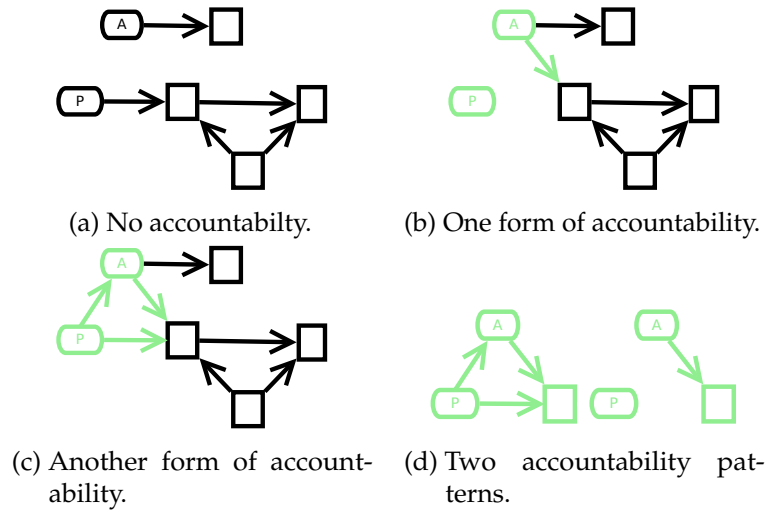 A
A
P
P
(a) No accountabilty.
(b) One form of accountability.
A
P
A
A
P
P
(c) Another form of account-
ability.
(d) Two accountability pat-
terns.